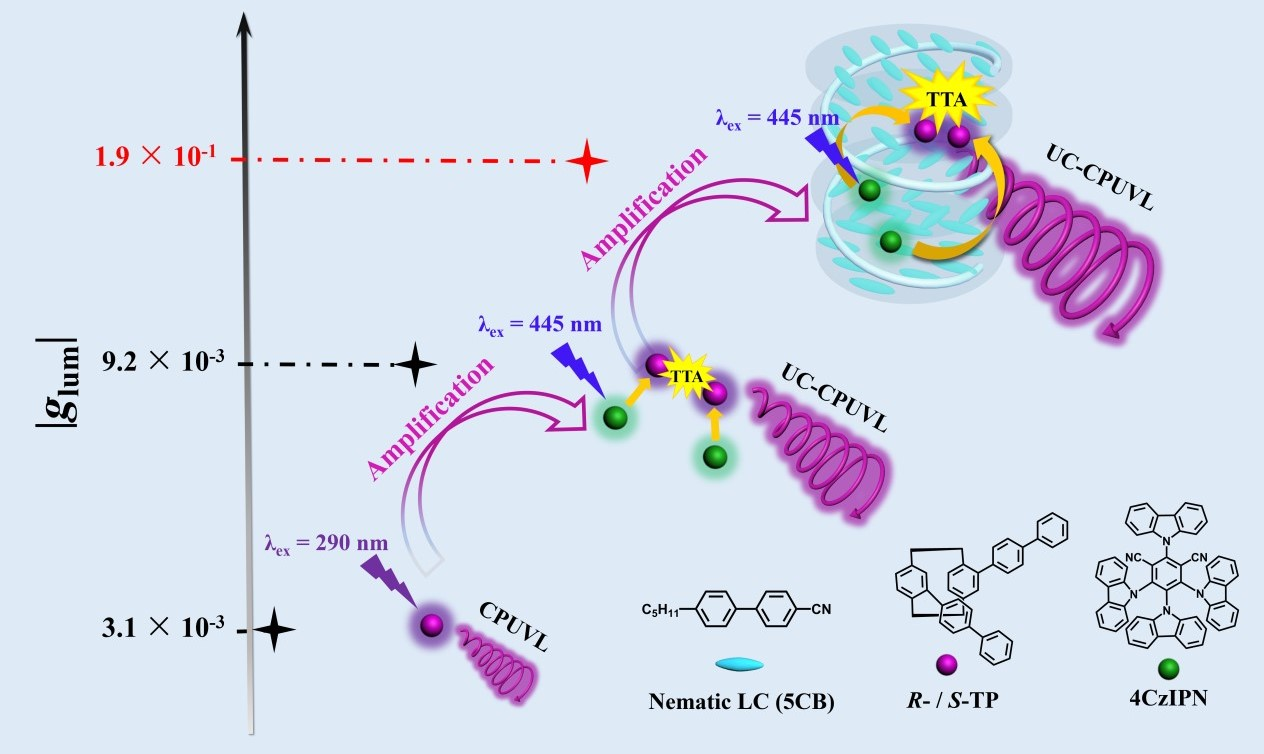 TTA
λex = 445 nm
UC-CPUVL
1.9 × 10-1
Amplification
λex = 445 nm
|glum|
9.2 × 10-3
TTA
UC-CPUVL
Amplification
λex = 290 nm
CPUVL
3.1 × 10-3
C5H11
CN
N
NC
CN
N
N
N
Nematic LC (5CB)
R- / S-TP
4CzIPN